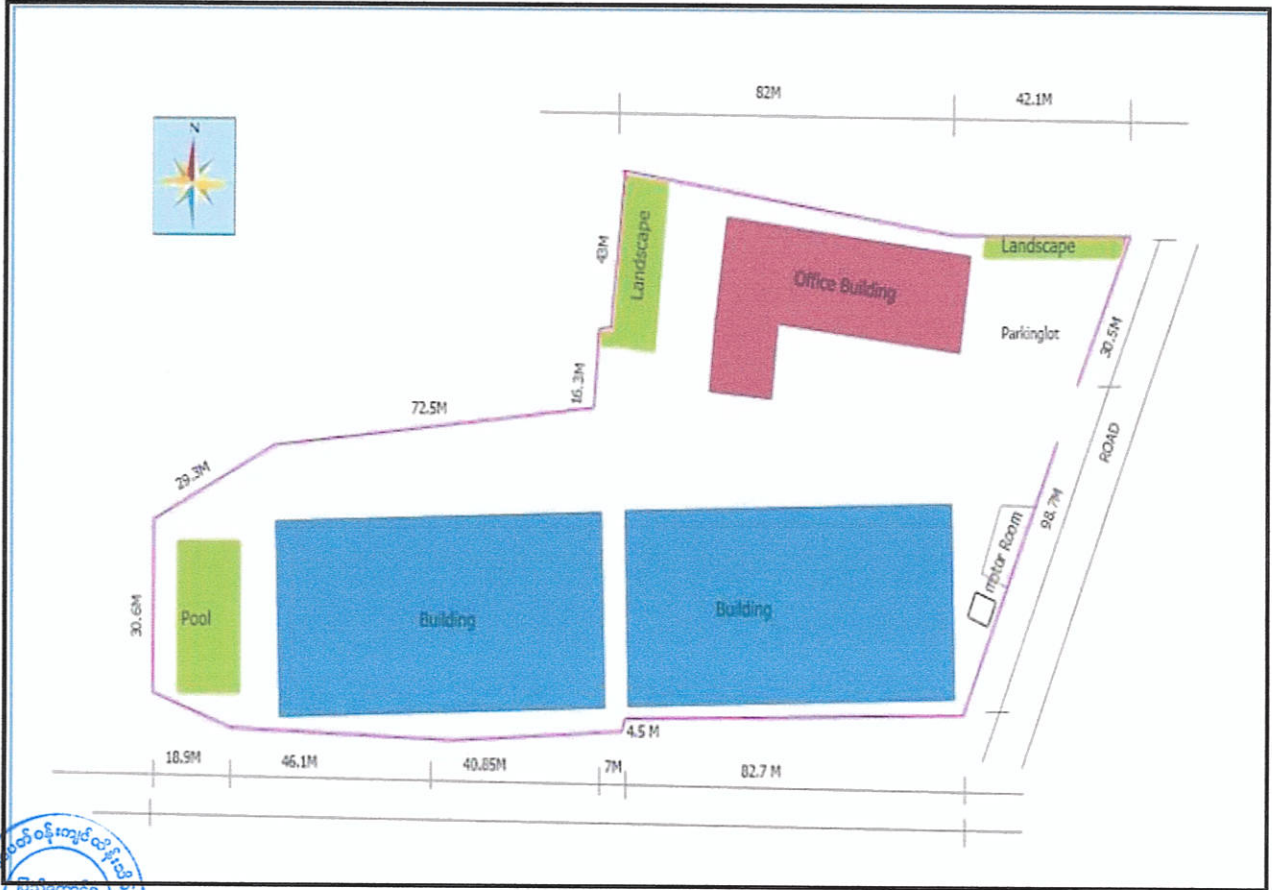 82M
42.1M
N
Landscape
43M
Landscape
Office Building
Parkinglot
30.5M
16.3M
72.5M
ROAD
29.3M
98.7M
motor Room
30.6M
Pool
Building
Building
4.5 M
18.9M
46.1M
40.85M
7M
82.7 M